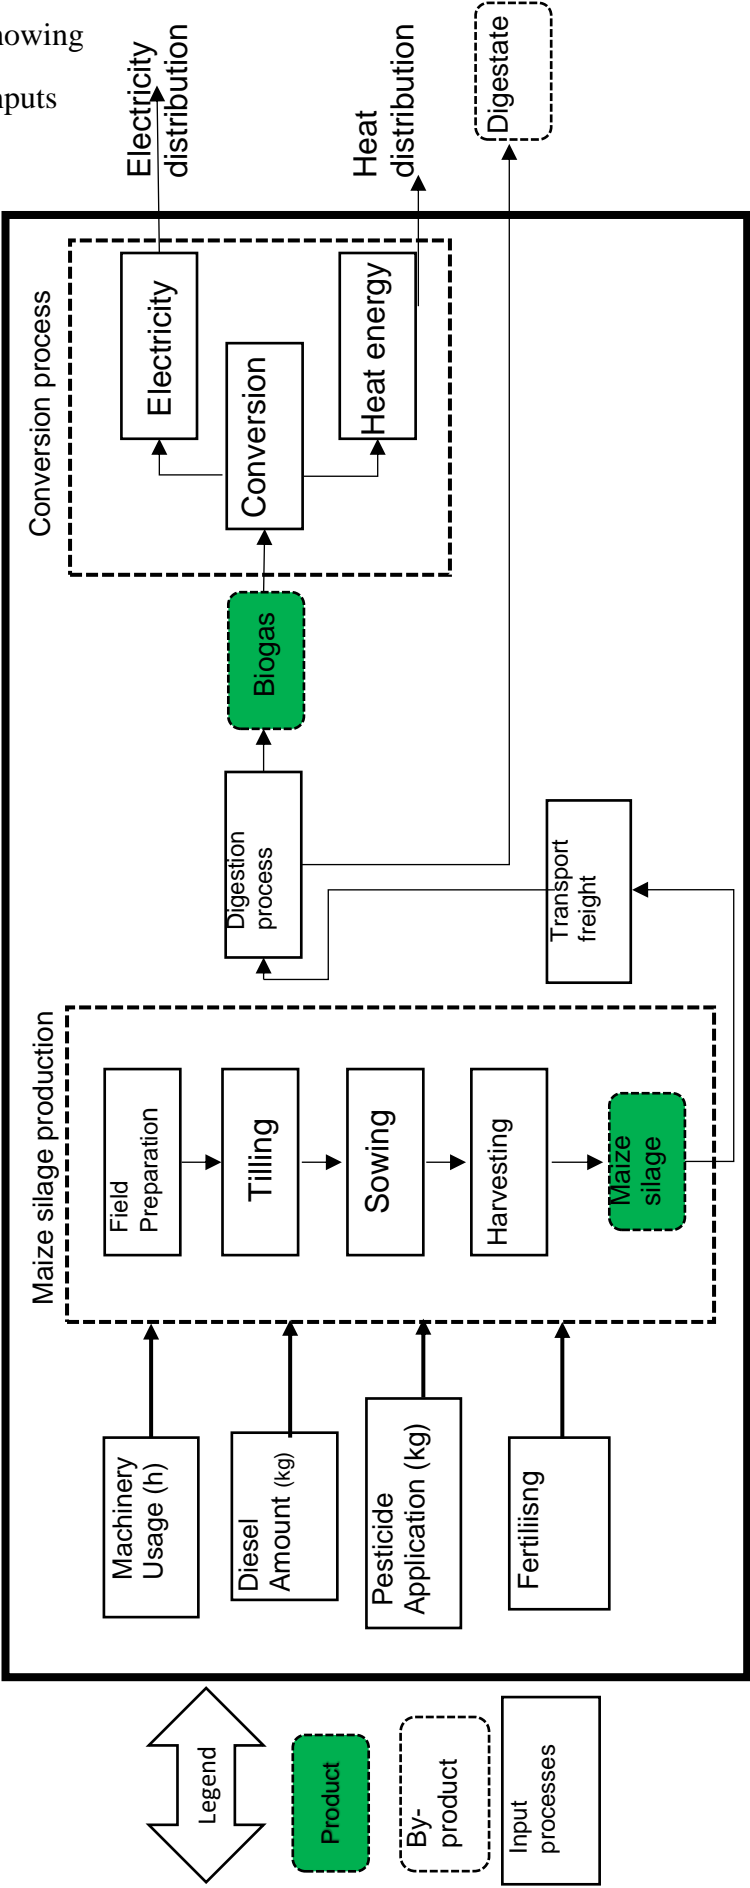 howing
nputs
Electricity
distribution
Heat
distribution
Digestate
Conversion process
Electricity
Conversion
Heat energy
Biogas
Digestion
process
Transport
freight
Maize silage production
Field
Preparation
Tilling
Sowing
Harvesting
Maize
silage
Machinery
Usage (h)
Diesel
Amount (kg)
Pesticide
Application (kg)
Fertiliisng
Legend
Product
By-
product
Input
processes